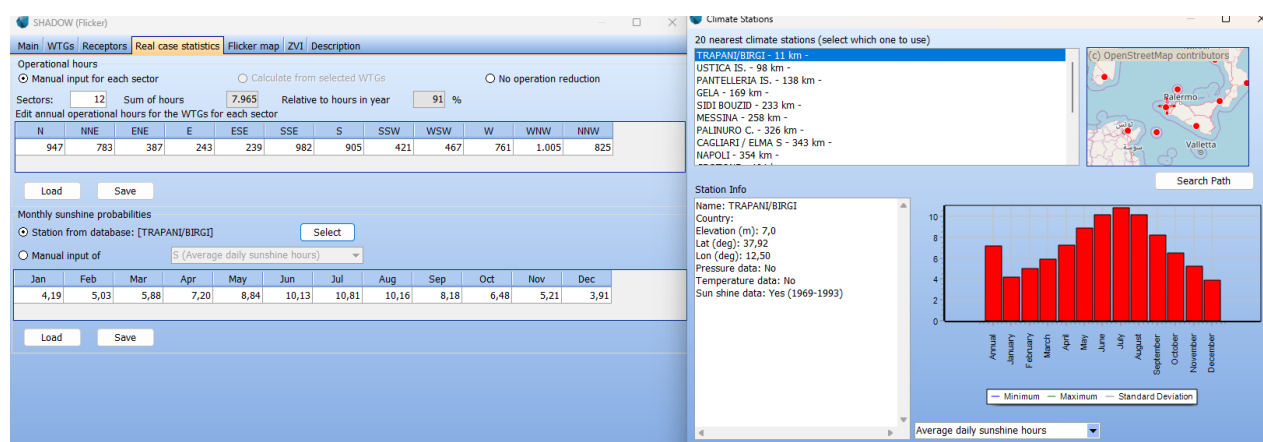 SHADOW (Flicker)
Main WTGs Receptors Real case statistics Flicker map ZVI Description
Operational hours
Manual input for each sector Calculate from selected WTGs No operation reduction
Sectors: 12 Sum of hours 7.965 Relative to hours in year 91 %
Edit annual operational hours for the WTGs for each sector
N NNE ENE E ESE SSE S SSW WSW W WNW NNW
947 783 387 243 239 982 905 421 467 761 1.005 825
Load Save
Monthly sunshine probabilities
Station from database: [TRAPANI/BIRGI] Select
Manual input of S (Average daily sunshine hours)
Jan Feb Mar Apr May Jun Jul Aug Sep Oct Nov Dec
4,19 5,03 5,88 7,20 8,84 10,13 10,81 10,16 8,18 6,48 5,21 3,91
Load Save
Climate Stations
20 nearest climate stations (select which one to use)
TRAPANI/BIRGI - 11 km -
USTICA IS. - 98 km -
PANTELLERIA IS. - 138 km -
GELA - 169 km -
SIDI BOUZID - 233 km -
MESSINA - 258 km -
PALINURO C. - 326 km -
CAGLIARI / ELMA S - 343 km -
NAPOLI - 354 km -
(c) OpenStreetMap contributors
Palermo
تونس
سوسة
Valletta
Search Path
Station Info
Name: TRAPANI/BIRGI
Country:
Elevation (m): 7,0
Lat (deg): 37,92
Lon (deg): 12,50
Pressure data: No
Temperature data: No
Sun shine data: Yes (1969-1993)
10
8
6
4
2
0
Annual January February March April May June July August September October November December
Minimum Maximum Standard Deviation
Average daily sunshine hours